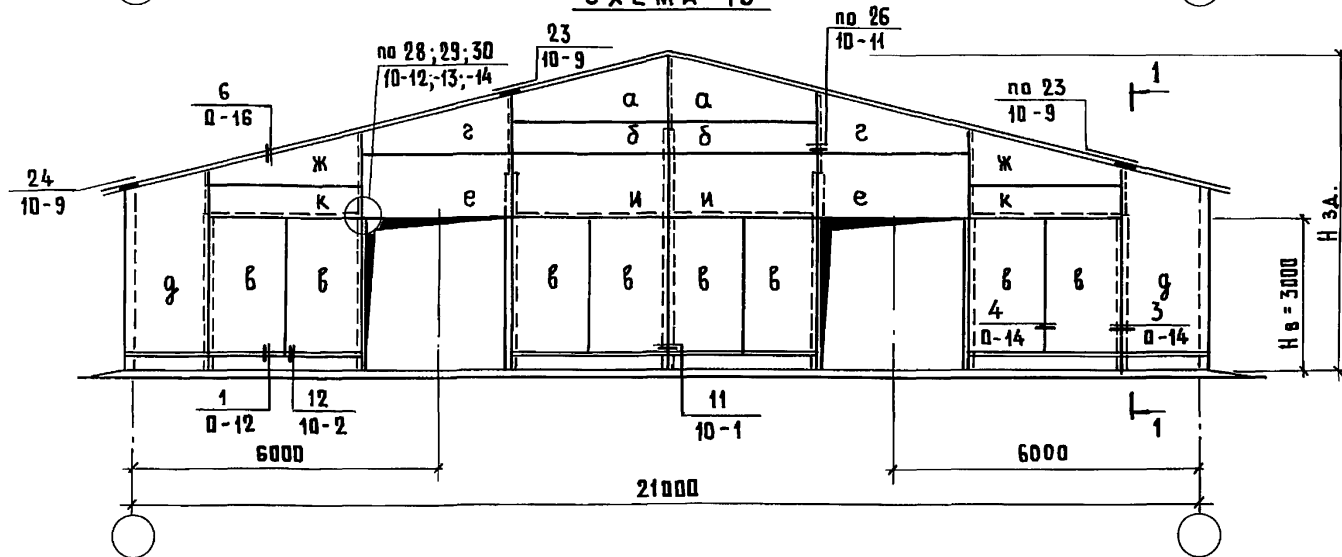 по 26
10-11
23
10-9
по 28; 29; 30
10-12;-13;-14
1
6
0-16
по 23
10-9
а а
г б б г
ж ж
24
10-9
к е и и е к
Н зд.
д в в в в в в в в д
Нв = 3000
4
0-14
3
0-14
1
0-12
12
10-2
11
10-1
1
6000
6000
21000